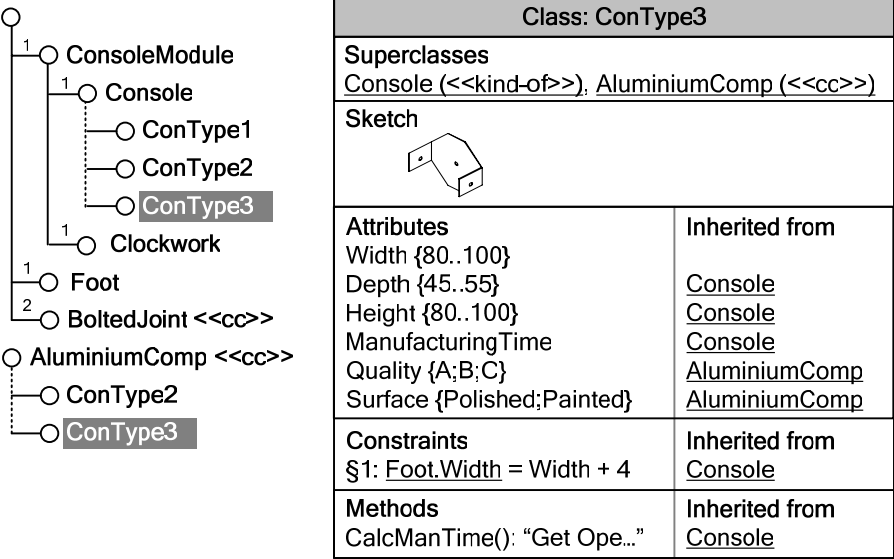 1
ConsoleModule
1
Console
ConType1
ConType2
ConType3
1
Clockwork
1
Foot
2
BoltedJoint <<cc>>
AluminiumComp <<cc>>
ConType2
ConType3
Class: ConType3
Superclasses
Console (<<kind-of>>), AluminiumComp (<<cc>>)
Sketch
Attributes Inherited from
Width {80..100}
Depth {45..55} Console
Height {80..100} Console
ManufacturingTime Console
Quality {A;B;C} AluminiumComp
Surface {Polished;Painted} AluminiumComp
Constraints Inherited from
§1: Foot.Width = Width + 4 Console
Methods Inherited from
CalcManTime(): “Get Ope...” Console